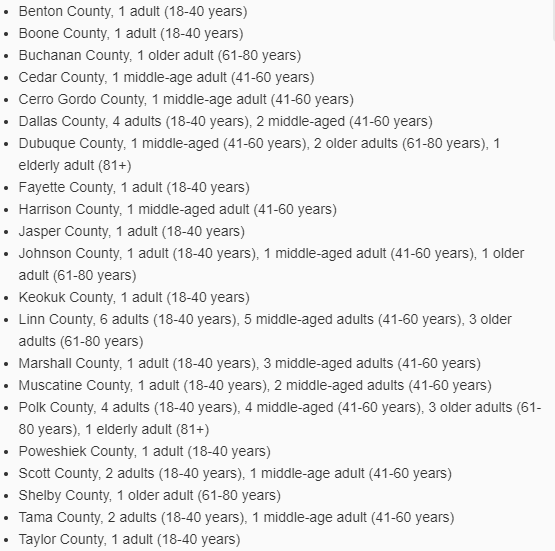 • Benton County, 1 adult (18-40 years)
• Boone County, 1 adult (18-40 years)
• Buchanan County, 1 older adult (61-80 years)
• Cedar County, 1 middle-age adult (41-60 years)
• Cerro Gordo County, 1 middle-age adult (41-60 years)
• Dallas County, 4 adults (18-40 years), 2 middle-aged (41-60 years)
• Dubuque County, 1 middle-aged (41-60 years), 2 older adults (61-80 years), 1
elderly adult (81+)
• Fayette County, 1 adult (18-40 years)
• Harrison County, 1 middle-aged adult (41-60 years)
• Jasper County, 1 adult (18-40 years)
• Johnson County, 1 adult (18-40 years), 1 middle-aged adult (41-60 years), 1 older
adult (61-80 years)
• Keokuk County, 1 adult (18-40 years)
• Linn County, 6 adults (18-40 years), 5 middle-aged adults (41-60 years), 3 older
adults (61-80 years)
• Marshall County, 1 adult (18-40 years), 3 middle-aged adults (41-60 years)
• Muscatine County, 1 adult (18-40 years), 2 middle-aged adults (41-60 years)
• Polk County, 4 adults (18-40 years), 4 middle-aged (41-60 years), 3 older adults (61-
80 years), 1 elderly adult (81+)
• Poweshiek County, 1 adult (18-40 years)
• Scott County, 2 adults (18-40 years), 1 middle-age adult (41-60 years)
• Shelby County, 1 older adult (61-80 years)
• Tama County, 2 adults (18-40 years), 1 middle-age adult (41-60 years)
• Taylor County, 1 adult (18-40 years)